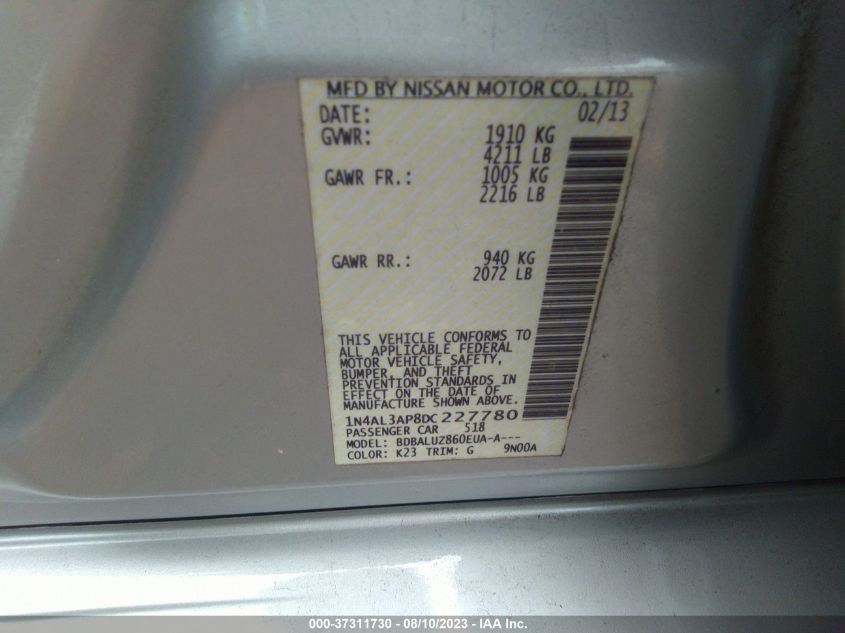 MFD BY NISSAN MOTOR CO., LTD.
DATE: 02/13
GVWR: 1910 KG
4211 LB
GAWR FR.: 1005 KG
2216 LB
GAWR RR.: 940 KG
2072 LB
THIS VEHICLE CONFORMS TO
ALL APPLICABLE FEDERAL
MOTOR VEHICLE SAFETY,
BUMPER, AND THEFT
PREVENTION STANDARDS IN
EFFECT ON THE DATE OF
MANUFACTURE SHOWN ABOVE.
1N4AL3AP8DC227780
PASSENGER CAR 518
MODEL: BDBALUZ860EUA-A---
COLOR: K23 TRIM: G 9N00A
000-37311730 - 08/10/2023 - IAA Inc.